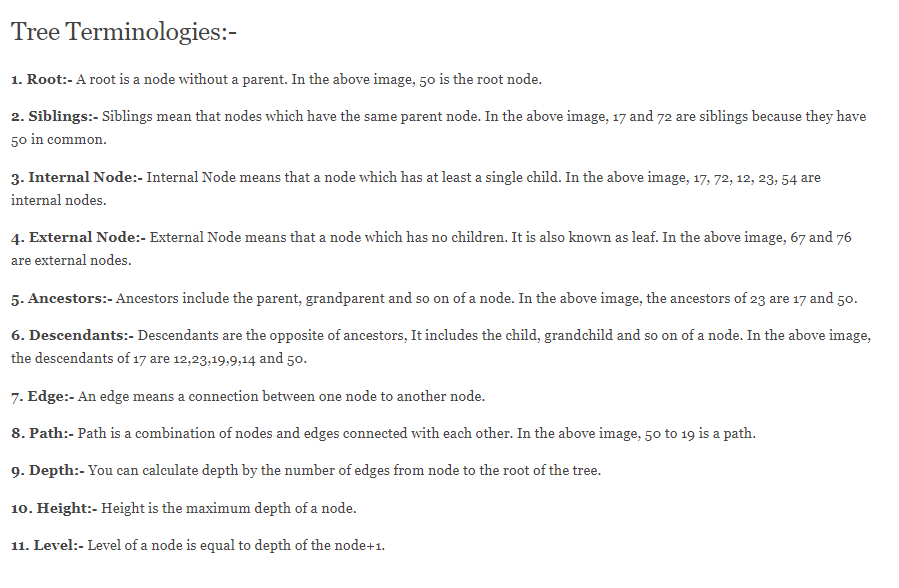 Tree Terminologies:-
1. Root:- A root is a node without a parent. In the above image, 50 is the root node.
2. Siblings:- Siblings mean that nodes which have the same parent node. In the above image, 17 and 72 are siblings because they have
50 in common.
3. Internal Node:- Internal Node means that a node which has at least a single child. In the above image, 17, 72, 12, 23, 54 are
internal nodes.
4. External Node:- External Node means that a node which has no children. It is also known as leaf. In the above image, 67 and 76
are external nodes.
5. Ancestors:- Ancestors include the parent, grandparent and so on of a node. In the above image, the ancestors of 23 are 17 and 50.
6. Descendants:- Descendants are the opposite of ancestors, It includes the child, grandchild and so on of a node. In the above image,
the descendants of 17 are 12,23,19,9,14 and 50.
7. Edge:- An edge means a connection between one node to another node.
8. Path:- Path is a combination of nodes and edges connected with each other. In the above image, 50 to 19 is a path.
9. Depth:- You can calculate depth by the number of edges from node to the root of the tree.
10. Height:- Height is the maximum depth of a node.
11. Level:- Level of a node is equal to depth of the node+1.